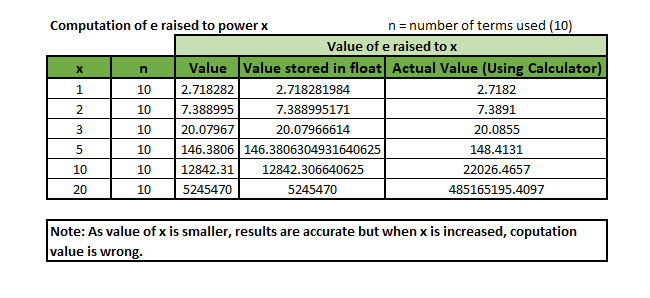 Computation of e raised to power x n = number of terms used (10)
Value of e raised to x
x n Value Value stored in float Actual Value (Using Calculator)
1 10 2.718282 2.718281984 2.7182
2 10 7.388995 7.388995171 7.3891
3 10 20.07967 20.07966614 20.0855
5 10 146.3806 146.3806304931640625 148.4131
10 10 12842.31 12842.306640625 22026.4657
20 10 5245470 5245470 485165195.4097
Note: As value of x is smaller, results are accurate but when x is increased, coputation
value is wrong.